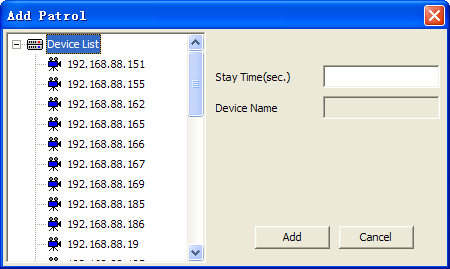 Add Patrol
Device List
192.168.88.151
192.168.88.155
192.168.88.162
192.168.88.165
192.168.88.166
192.168.88.167
192.168.88.169
192.168.88.185
192.168.88.186
192.168.88.19
Stay Time(sec.)
Device Name
Add
Cancel